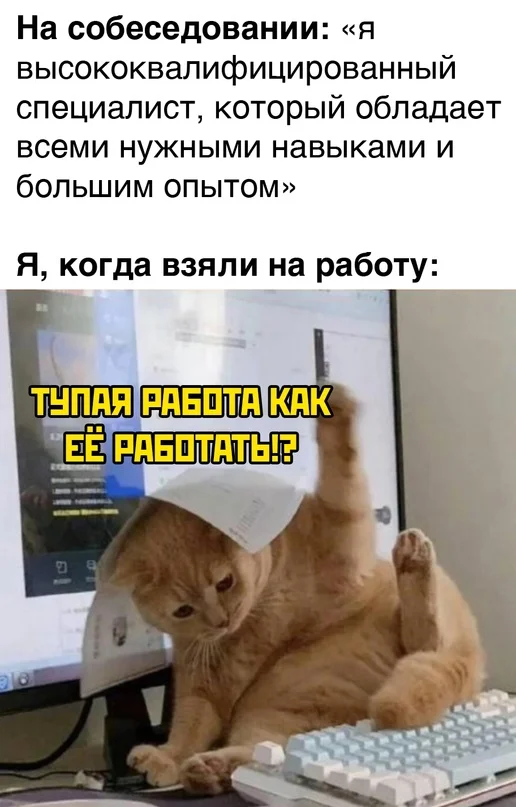 На собеседовании: «я
высококвалифицированный
специалист, который обладает
всеми нужными навыками и
большим опытом»
Я, когда взяли на работу:
ТУПАЯ РАБОТА КАК
ЕЁ РАБОТАТЬ!?